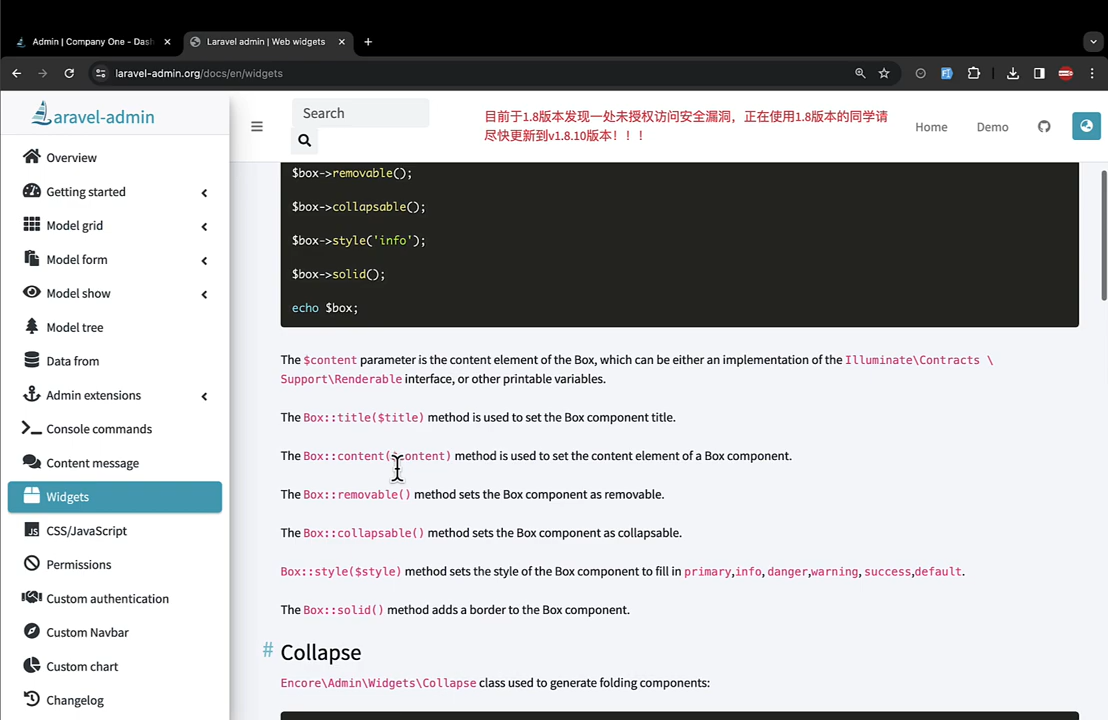 Admin | Company One - Dash
Laravel admin | Web widgets
laravel-admin.org/docs/en/widgets
aravel-admin
Search
目前于1.8版本发现一处未授权访问安全漏洞，正在使用1.8版本的同学请
尽快更新到v1.8.10版本！！！
Home
Demo
Overview
Getting started
Model grid
Model form
Model show
Model tree
Data from
Admin extensions
Console commands
Content message
Widgets
CSS/JavaScript
Permissions
Custom authentication
Custom Navbar
Custom chart
Changelog
$box->removable();
$box->collapsable();
$box->style('info');
$box->solid();
echo $box;
The $content parameter is the content element of the Box, which can be either an implementation of the Illuminate\Contracts \
Support\Renderable interface, or other printable variables.
The Box::title($title) method is used to set the Box component title.
The Box::content($content) method is used to set the content element of a Box component.
The Box::removable() method sets the Box component as removable.
The Box::collapsable() method sets the Box component as collapsable.
Box::style($style) method sets the style of the Box component to fill in primary,info, danger,warning, success,default.
The Box::solid() method adds a border to the Box component.
# Collapse
Encore\Admin\Widgets\Collapse class used to generate folding components: